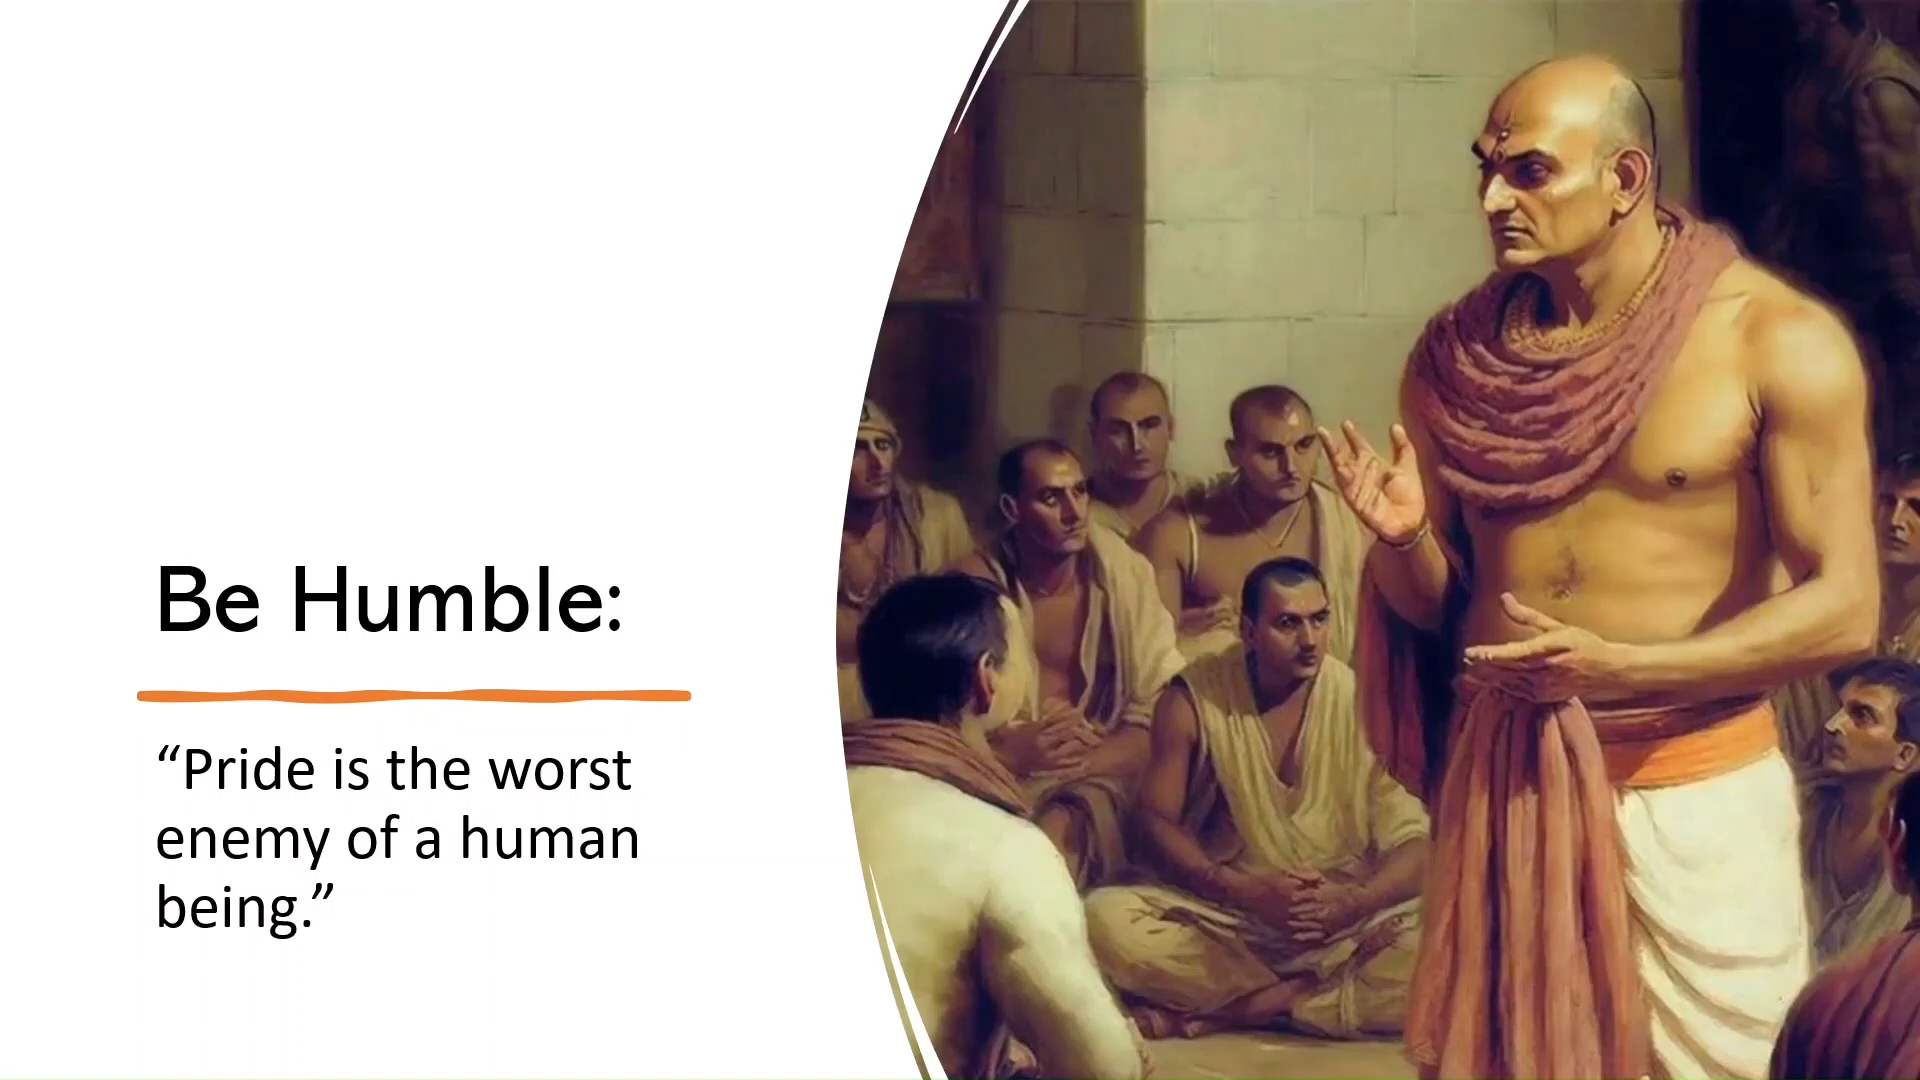 Be Humble:
“Pride is the worst
enemy of a human
being.”